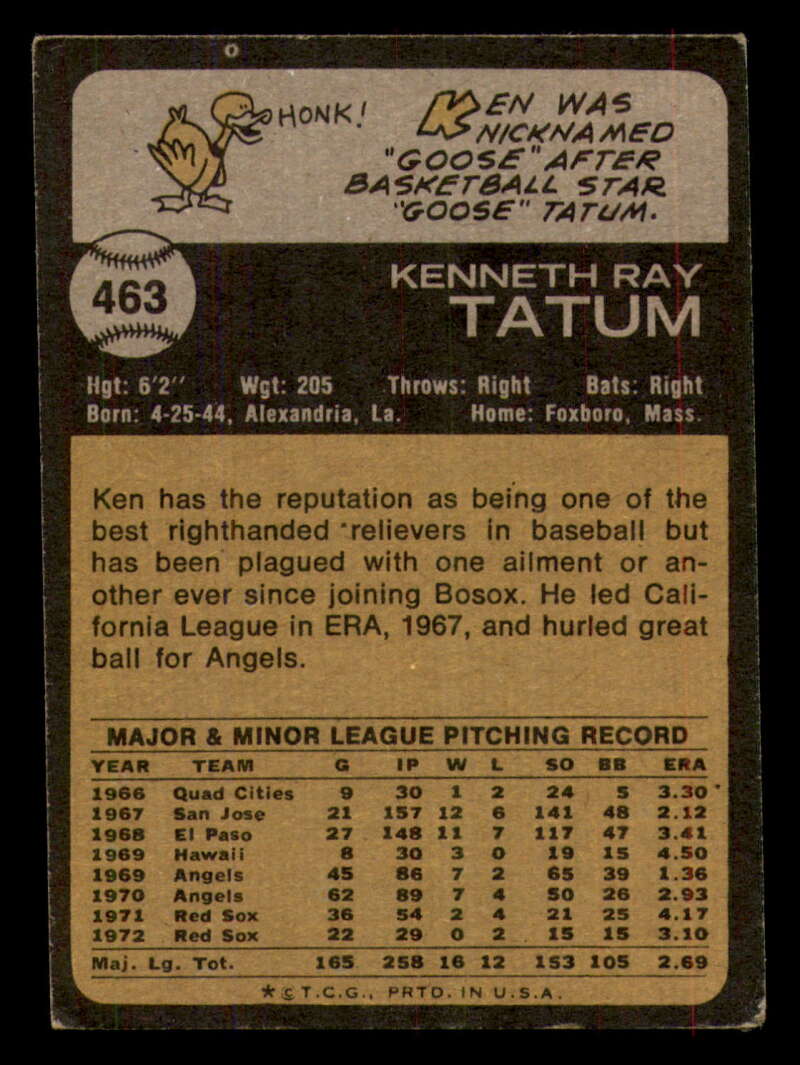 HONK!
KEN WAS
NICKNAMED
"GOOSE" AFTER
BASKETBALL STAR
"GOOSE" TATUM.
463
KENNETH RAY
TATUM
Hgt: 6'2" Wgt: 205 Throws: Right Bats: Right
Born: 4-25-44, Alexandria, La. Home: Foxboro, Mass.
Ken has the reputation as being one of the
best righthanded relievers in baseball but
has been plagued with one ailment or an-
other ever since joining Bosox. He led Cali-
fornia League in ERA, 1967, and hurled great
ball for Angels.
MAJOR & MINOR LEAGUE PITCHING RECORD
YEAR TEAM G IP W L SO BB ERA
1966 Quad Cities 9 30 1 2 24 5 3.30
1967 San Jose 21 157 12 6 141 48 2.12
1968 El Paso 27 148 11 7 117 47 3.41
1969 Hawaii 8 30 3 0 19 15 4.50
1969 Angels 45 86 7 2 65 39 1.36
1970 Angels 62 89 7 4 50 26 2.93
1971 Red Sox 36 54 2 4 21 25 4.17
1972 Red Sox 22 29 0 2 15 15 3.10
Maj. Lg. Tot. 165 258 16 12 153 105 2.69
* © T.C.G., PRTD. IN U.S.A.